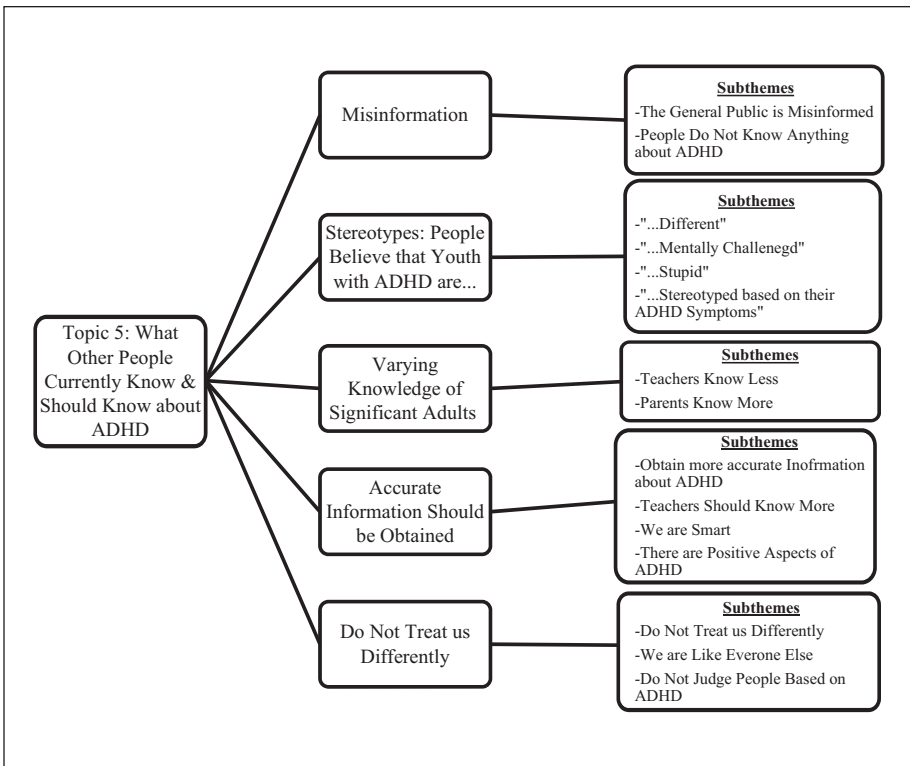 Topic 5: What
Other People
Currently Know &
Should Know about
ADHD
Misinformation
Subthemes
-The General Public is Misinformed
-People Do Not Know Anything
about ADHD
Stereotypes: People
Believe that Youth
with ADHD are...
Subthemes
-"...Different"
-"...Mentally Challenegd"
-"...Stupid"
-"...Stereotyped based on their
ADHD Symptoms"
Varying
Knowledge of
Significant Adults
Subthemes
-Teachers Know Less
-Parents Know More
Accurate
Information Should
be Obtained
Subthemes
-Obtain more accurate Inofrmation
about ADHD
-Teachers Should Know More
-We are Smart
-There are Positive Aspects of
ADHD
Do Not Treat us
Differently
Subthemes
-Do Not Treat us Differently
-We are Like Everone Else
-Do Not Judge People Based on
ADHD